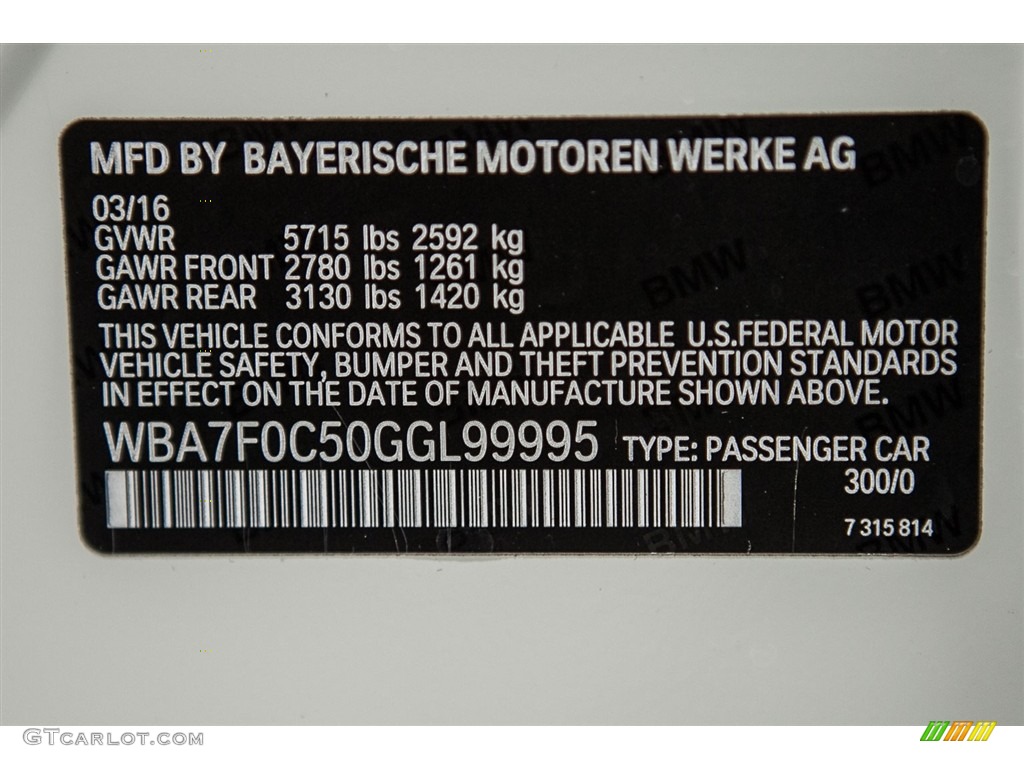 MFD BY BAYERISCHE MOTOREN WERKE AG
03/16
GVWR 5715 lbs 2592 kg
GAWR FRONT 2780 lbs 1261 kg
GAWR REAR 3130 lbs 1420 kg
THIS VEHICLE CONFORMS TO ALL APPLICABLE U.S.FEDERAL MOTOR
VEHICLE SAFETY, BUMPER AND THEFT PREVENTION STANDARDS
IN EFFECT ON THE DATE OF MANUFACTURE SHOWN ABOVE.
WBA7F0C50GGL99995 TYPE: PASSENGER CAR
300/0
7 315 814
GTCARLOT.COM